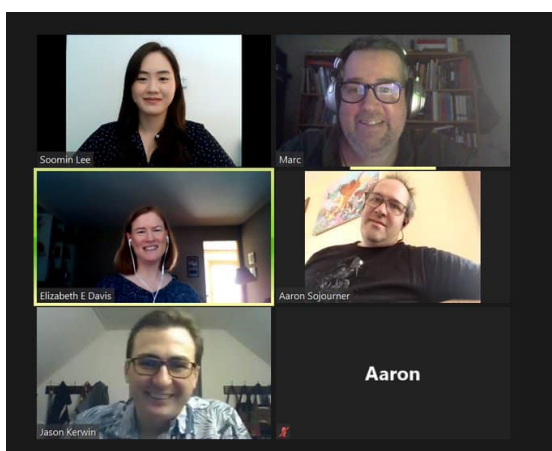 Soomin Lee
Marc
Elizabeth E Davis
Aaron Sojourner
Aaron
Jason Kerwin